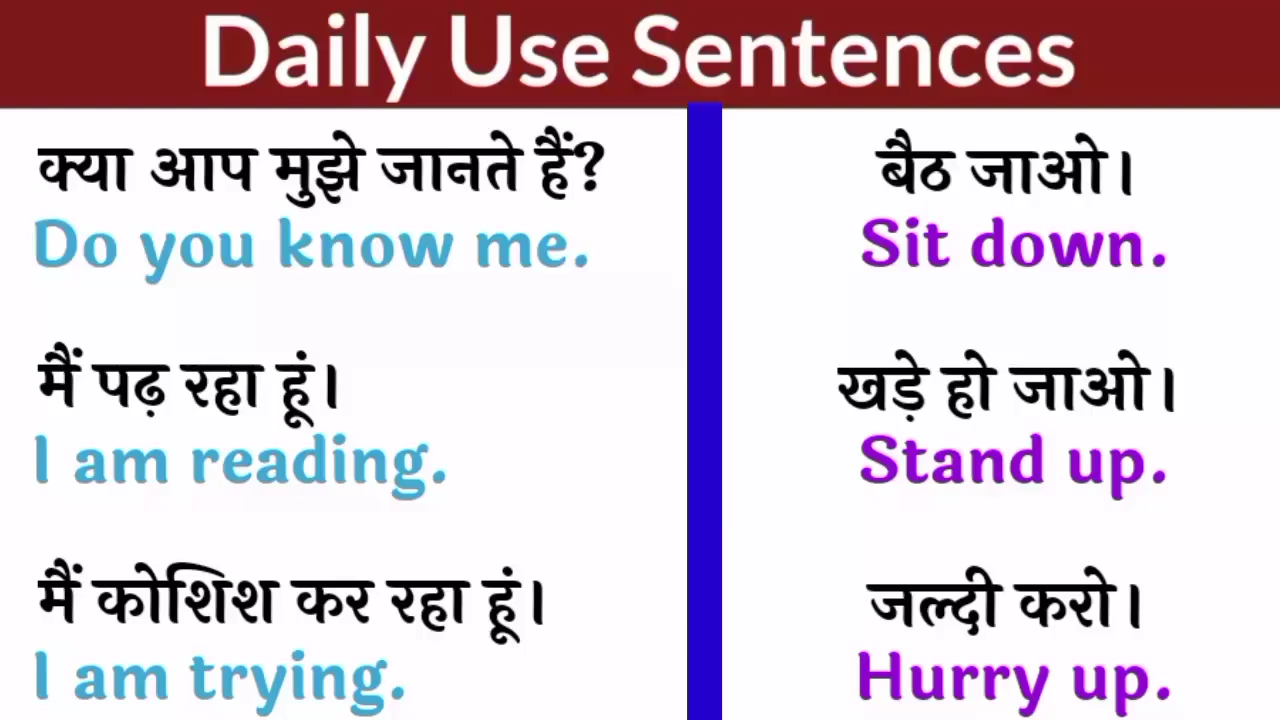 Daily Use Sentences
क्या आप मुझे जानते हैं?
Do you know me.
मैं पढ़ रहा हूं।
I am reading.
मैं कोशिश कर रहा हूं।
I am trying.
बैठ जाओ।
Sit down.
खड़े हो जाओ।
Stand up.
जल्दी करो।
Hurry up.